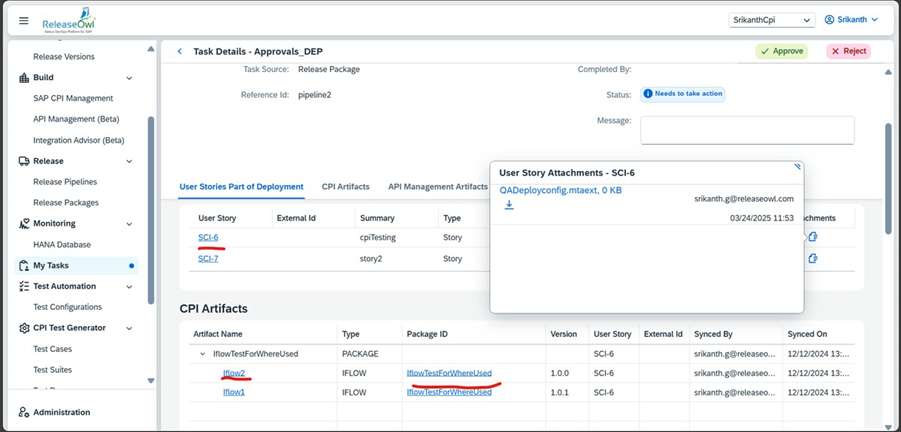 ReleaseOwl
SrikanthCpi
Srikanth
Release Versions
Build
SAP CPI Management
API Management (Beta)
Integration Advisor (Beta)
Release
Release Pipelines
Release Packages
Monitoring
HANA Database
My Tasks
Test Automation
Test Configurations
CPI Test Generator
Test Cases
Test Suites
Administration
Task Details - Approvals_DEP
Approve
Reject
Task Source: Release Package
Completed By:
Reference Id: pipeline2
Status: Needs to take action
Message:
User Stories Part of Deployment
CPI Artifacts
API Management Artifacts
User Story External Id Summary Type
SCI-6 cpiTesting Story
SCI-7 story2 Story
User Story Attachments - SCI-6
QADeployconfig.mtaext, 0 KB
srikanth.g@releaseowl.com
03/24/2025 11:53
CPI Artifacts
Artifact Name Type Package ID Version User Story External Id Synced By Synced On
IflowTestForWhereUsed PACKAGE SCI-6 srikanth.g@releaseo... 12/12/2024 13:...
Iflow2 IFLOW IflowTestForWhereUsed 1.0.0 SCI-6 srikanth.g@releaseo... 12/12/2024 13:...
Iflow1 IFLOW IflowTestForWhereUsed 1.0.1 SCI-6 srikanth.g@releaseo... 12/12/2024 13:...